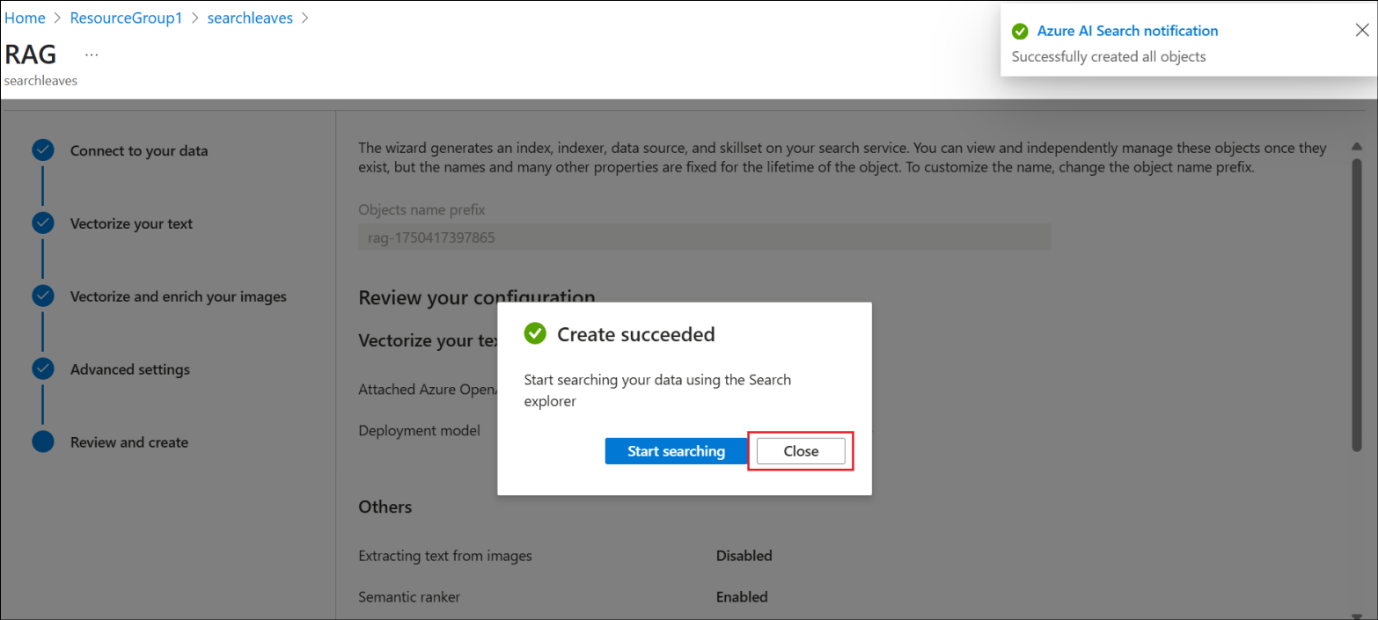 Home > ResourceGroup1 > searchleaves >
RAG ...
searchleaves
Azure AI Search notification
Successfully created all objects
Connect to your data
Vectorize your text
Vectorize and enrich your images
Advanced settings
Review and create
The wizard generates an index, indexer, data source, and skillset on your search service. You can view and independently manage these objects once they
exist, but the names and many other properties are fixed for the lifetime of the object. To customize the name, change the object name prefix.
Objects name prefix
rag-1750417397865
Review your configuration
Vectorize your
Attached Azure
Deployment model
Create succeeded
Start searching your data using the Search
explorer
Start searching
Close
Others
Extracting text from images Disabled
Semantic ranker Enabled